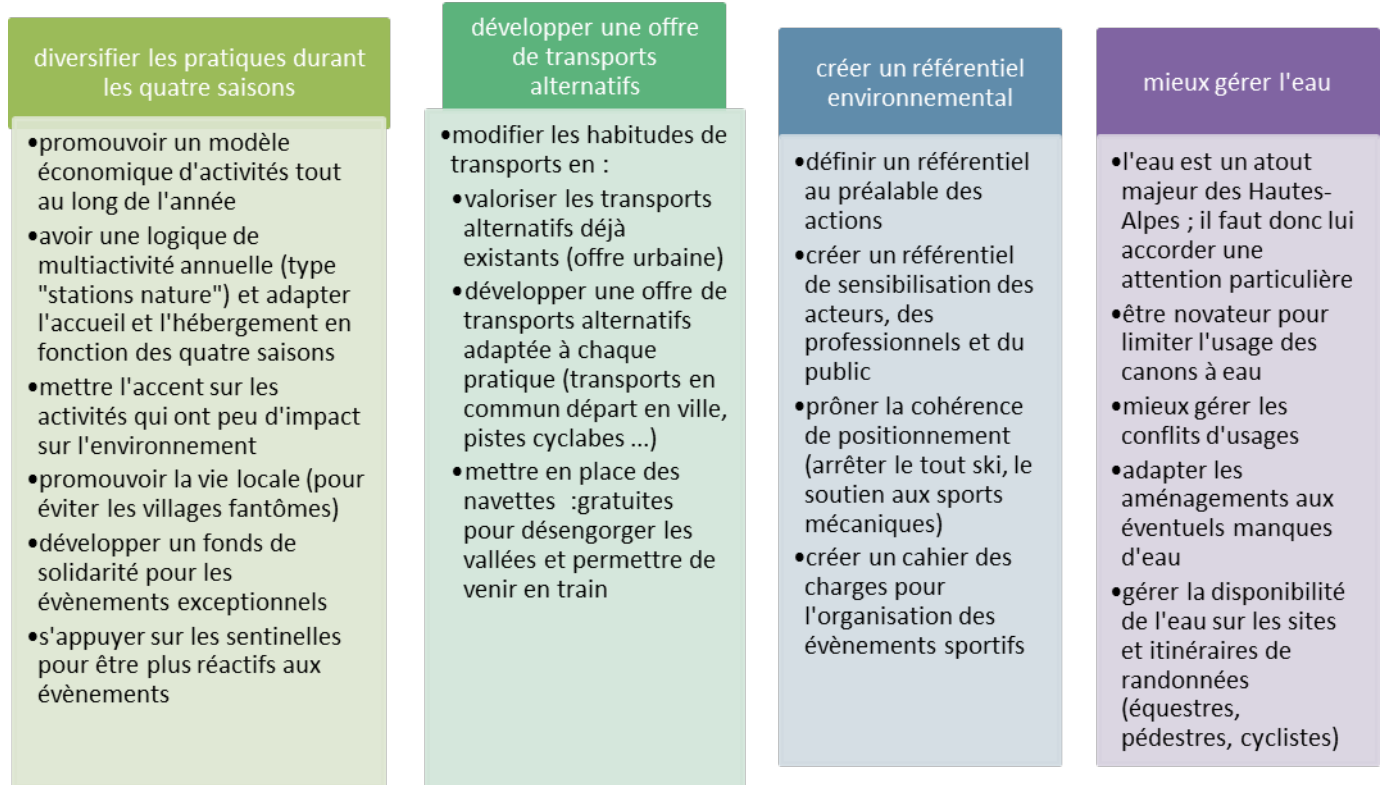 diversifier les pratiques durant
les quatre saisons
•promouvoir un modèle
économique d'activités tout
au long de l'année
•avoir une logique de
multiactivité annuelle (type
"stations nature") et adapter
l'accueil et l'hébergement en
fonction des quatre saisons
•mettre l'accent sur les
activités qui ont peu d'impact
sur l'environnement
•promouvoir la vie locale (pour
éviter les villages fantômes)
•développer un fonds de
solidarité pour les
évènements exceptionnels
•s'appuyer sur les sentinelles
pour être plus réactifs aux
évènements
développer une offre
de transports
alternatifs
•modifier les habitudes de
transports en :
•valoriser les transports
alternatifs déjà
existants (offre urbaine)
•développer une offre de
transports alternatifs
adaptée à chaque
pratique (transports en
commun départ en ville,
pistes cyclabes ...)
•mettre en place des
navettes :gratuites
pour désengorger les
vallées et permettre de
venir en train
créer un référentiel
environnemental
•définir un référentiel
au préalable des
actions
•créer un référentiel
de sensibilisation des
acteurs, des
professionnels et du
public
•prôner la cohérence
de positionnement
(arrêter le tout ski, le
soutien aux sports
mécaniques)
•créer un cahier des
charges pour
l'organisation des
évènements sportifs
mieux gérer l'eau
•l'eau est un atout
majeur des Hautes-
Alpes ; il faut donc lui
accorder une
attention particulière
•être novateur pour
limiter l'usage des
canons à eau
•mieux gérer les
conflits d'usages
•adapter les
aménagements aux
éventuels manques
d'eau
•gérer la disponibilité
de l'eau sur les sites
et itinéraires de
randonnées
(équestres,
pédestres, cyclistes)